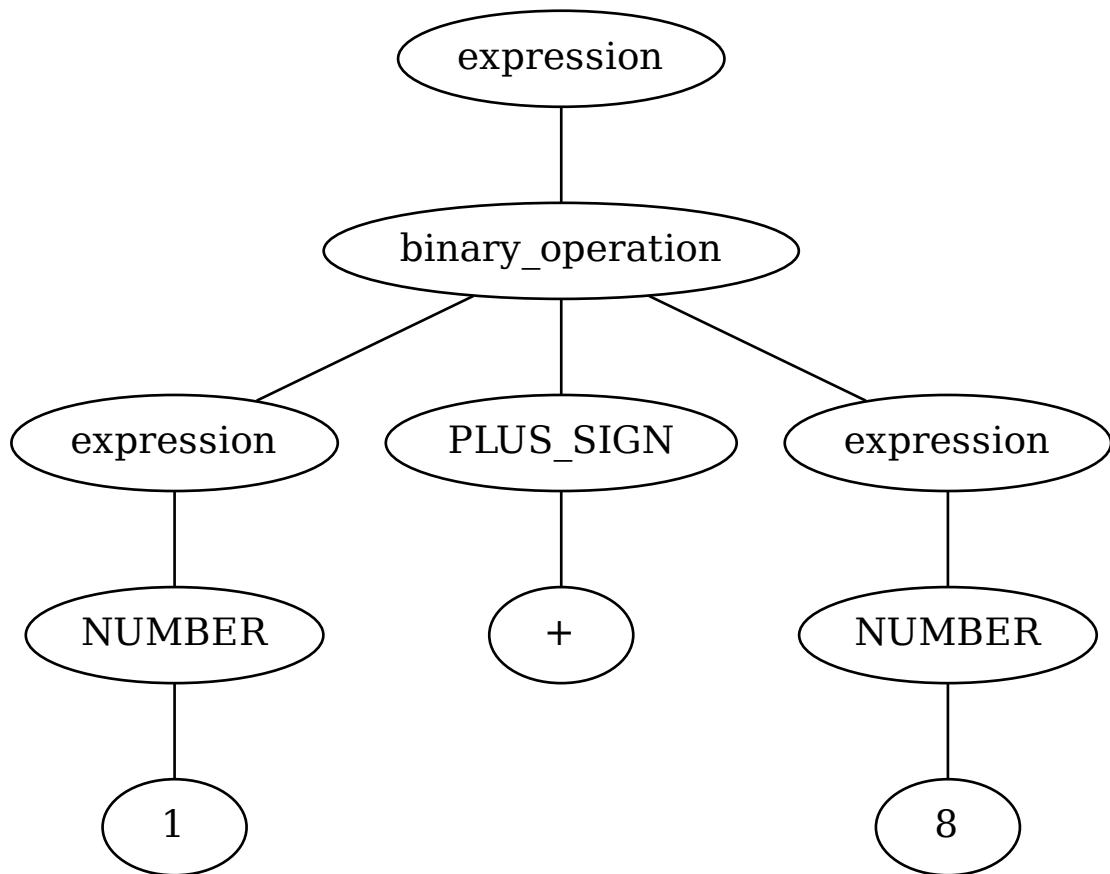 expression
binary_operation
expression PLUS_SIGN expression
NUMBER + NUMBER
1 8